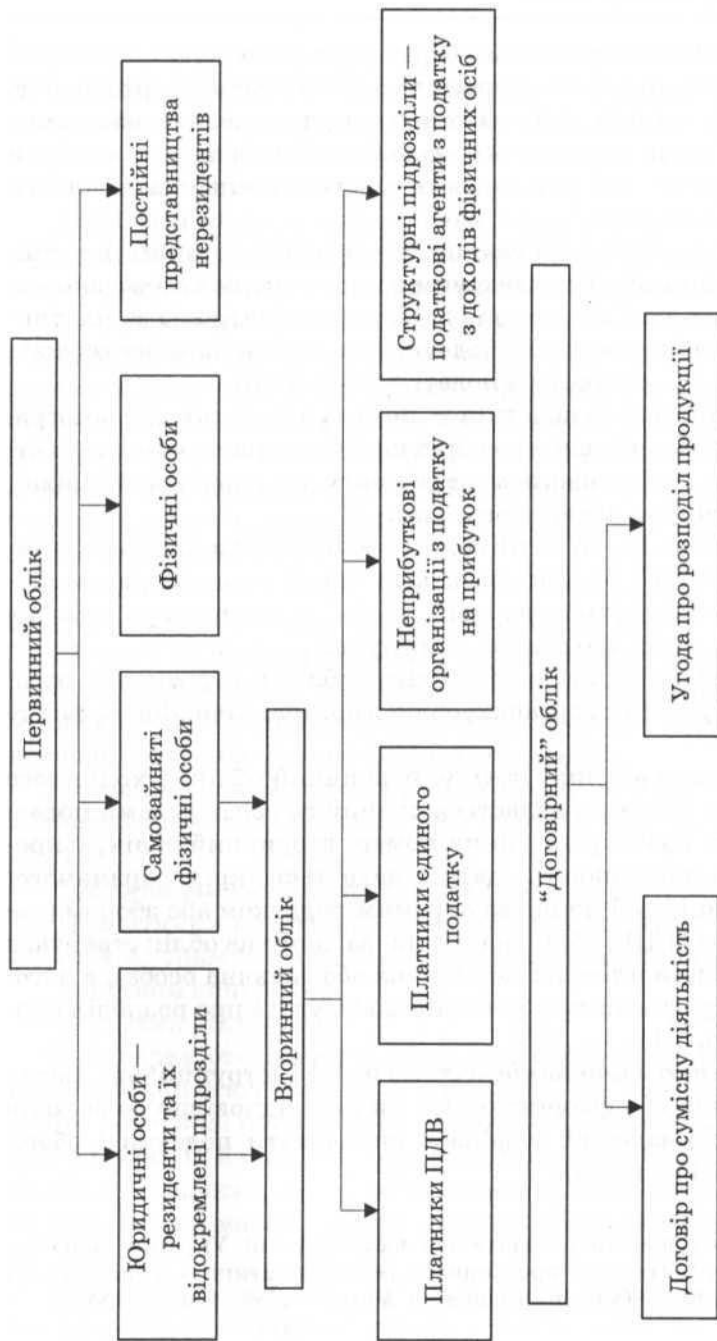 Первинний облік
Юридичні особи —
резиденти та їх
відокремлені підрозділи
Самозайняті
фізичні особи
Фізичні особи
Постійні
представництва
нерезидентів
Вторинний облік
Платники ПДВ
Платники єдиного
податку
Неприбуткові
організації з податку
на прибуток
Структурні підрозділи —
податкові агенти з податку
з доходів фізичних осіб
“Договірний” облік
Договір про сумісну діяльність
Угода про розподіл продукції